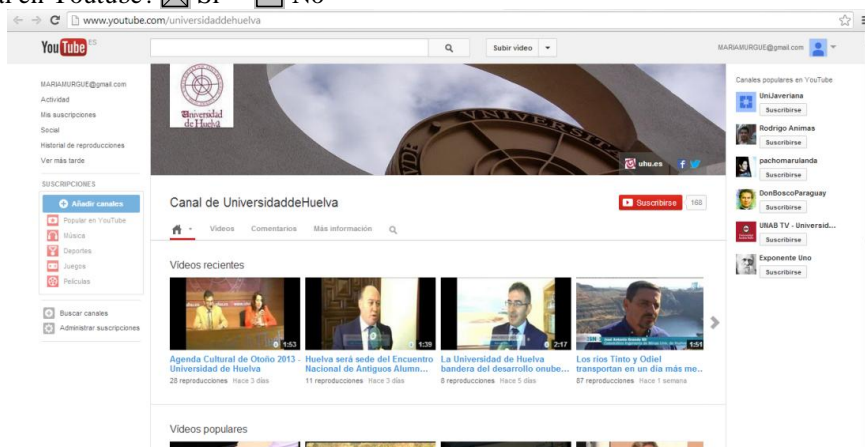 al en Youtube? Sí No
www.youtube.com/universidaddehuelva
YouTube ES
Subir vídeo
MARIAMURGUE@gmail.com
MARIAMURGUE@gmail.com
Actividad
Mis suscripciones
Social
Historial de reproducciones
Ver más tarde
SUSCRIPCIONES
Añadir canales
Popular en YouTube
Música
Deportes
Juegos
Películas
Buscar canales
Administrar suscripciones
Universidad
de Huelva
UNIVERSI
uhu.es
Canal de UniversidaddeHuelva
Suscribirse 168
Vídeos Comentarios Más información
Vídeos recientes
1:53
1:39
2:17
1:51
Agenda Cultural de Otoño 2013 -
Universidad de Huelva
28 reproducciones Hace 3 días
Huelva será sede del Encuentro
Nacional de Antiguos Alumn...
11 reproducciones Hace 3 días
La Universidad de Huelva
bandera del desarrollo onube...
8 reproducciones Hace 5 días
Los ríos Tinto y Odiel
transportan en un día más me..
87 reproducciones Hace 1 semana
Vídeos populares
Canales populares en YouTube
UniJaveriana
Suscribirse
Rodrigo Animas
Suscribirse
pachomarulanda
Suscribirse
DonBoscoParaguay
Suscribirse
UNAB TV - Universid...
Suscribirse
Exponente Uno
Suscribirse